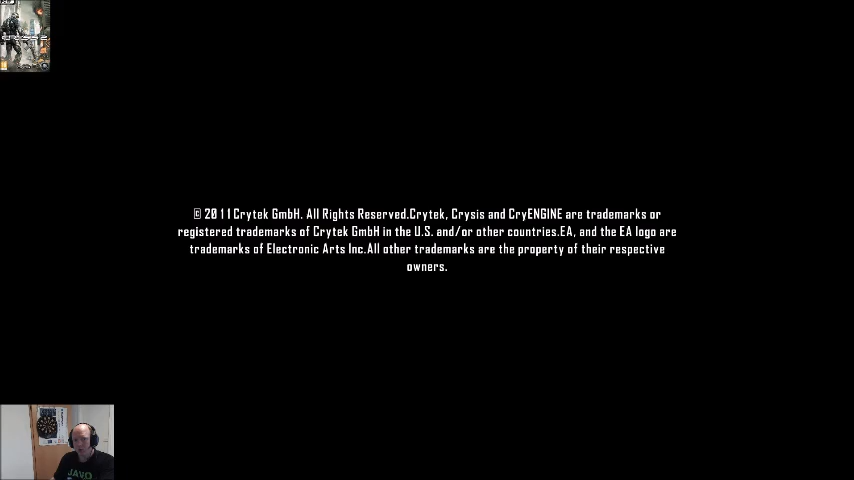 © 2011 Crytek GmbH. All Rights Reserved.Crytek, Crysis and CryENGINE are trademarks or
registered trademarks of Crytek GmbH in the U.S. and/or other countries.EA, and the EA logo are
trademarks of Electronic Arts Inc.All other trademarks are the property of their respective
owners.